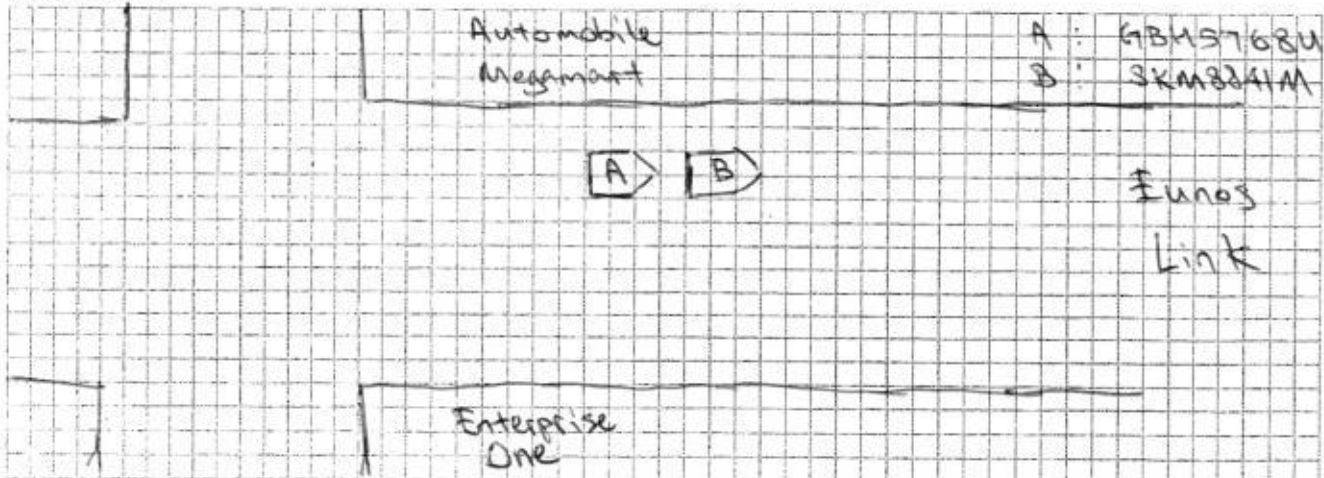 Automobile
Megamart
A : GBH5768U
B : SKM8841M
A
B
Eunos
Link
Enterprise
One